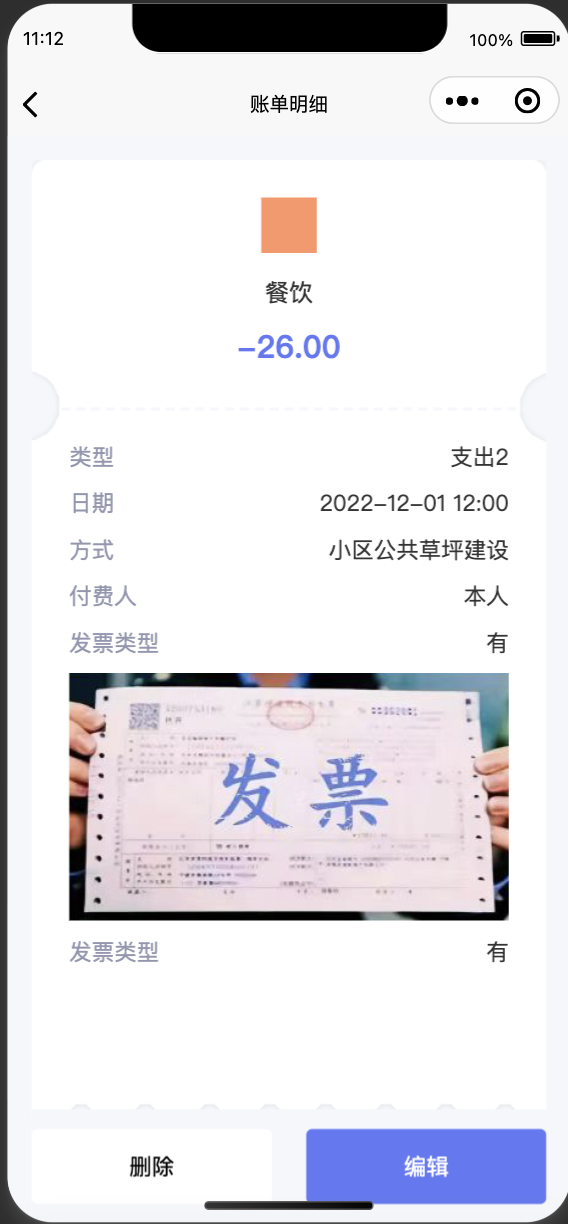 11:12
100%
账单明细
餐饮
-26.00
类型 支出2
日期 2022-12-01 12:00
方式 小区公共草坪建设
付费人 本人
发票类型 有
发票
发票类型 有
删除 编辑